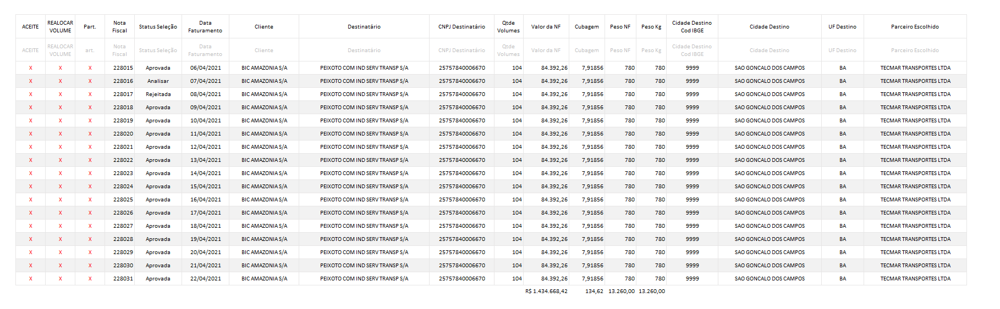 ACEITE REALOCAR VOLUME Part. Nota Fiscal Status Seleção Data Faturamento Cliente Destinatário CNPJ Destinatário Qtde Volumes Valor da NF Cubagem Peso NF Peso Kg Cidade Destino Cod IBGE Cidade Destino UF Destino Parceiro Escolhido
ACEITE REALOCAR VOLUME art. Nota Fiscal Status Seleção Data Faturamento Cliente Destinatário CNPJ Destinatário Qtde Volumes Valor da NF Cubagem Peso NF Peso Kg Cidade Destino Cod IBGE Cidade Destino UF Destino Parceiro Escolhido
X X X 228015 Aprovada 06/04/2021 BIC AMAZONIA S/A PEIXOTO COM IND SERV TRANSP S/A 25757840006670 104 84.392,26 7,91856 780 780 9999 SAO GONCALO DOS CAMPOS BA TECMAR TRANSPORTES LTDA
X X X 228016 Analisar 07/04/2021 BIC AMAZONIA S/A PEIXOTO COM IND SERV TRANSP S/A 25757840006670 104 84.392,26 7,91856 780 780 9999 SAO GONCALO DOS CAMPOS BA TECMAR TRANSPORTES LTDA
X X X 228017 Rejeitada 08/04/2021 BIC AMAZONIA S/A PEIXOTO COM IND SERV TRANSP S/A 25757840006670 104 84.392,26 7,91856 780 780 9999 SAO GONCALO DOS CAMPOS BA TECMAR TRANSPORTES LTDA
X X X 228018 Aprovada 09/04/2021 BIC AMAZONIA S/A PEIXOTO COM IND SERV TRANSP S/A 25757840006670 104 84.392,26 7,91856 780 780 9999 SAO GONCALO DOS CAMPOS BA TECMAR TRANSPORTES LTDA
X X X 228019 Aprovada 10/04/2021 BIC AMAZONIA S/A PEIXOTO COM IND SERV TRANSP S/A 25757840006670 104 84.392,26 7,91856 780 780 9999 SAO GONCALO DOS CAMPOS BA TECMAR TRANSPORTES LTDA
X X X 228020 Aprovada 11/04/2021 BIC AMAZONIA S/A PEIXOTO COM IND SERV TRANSP S/A 25757840006670 104 84.392,26 7,91856 780 780 9999 SAO GONCALO DOS CAMPOS BA TECMAR TRANSPORTES LTDA
X X X 228021 Aprovada 12/04/2021 BIC AMAZONIA S/A PEIXOTO COM IND SERV TRANSP S/A 25757840006670 104 84.392,26 7,91856 780 780 9999 SAO GONCALO DOS CAMPOS BA TECMAR TRANSPORTES LTDA
X X X 228022 Aprovada 13/04/2021 BIC AMAZONIA S/A PEIXOTO COM IND SERV TRANSP S/A 25757840006670 104 84.392,26 7,91856 780 780 9999 SAO GONCALO DOS CAMPOS BA TECMAR TRANSPORTES LTDA
X X X 228023 Aprovada 14/04/2021 BIC AMAZONIA S/A PEIXOTO COM IND SERV TRANSP S/A 25757840006670 104 84.392,26 7,91856 780 780 9999 SAO GONCALO DOS CAMPOS BA TECMAR TRANSPORTES LTDA
X X X 228024 Aprovada 15/04/2021 BIC AMAZONIA S/A PEIXOTO COM IND SERV TRANSP S/A 25757840006670 104 84.392,26 7,91856 780 780 9999 SAO GONCALO DOS CAMPOS BA TECMAR TRANSPORTES LTDA
X X X 228025 Aprovada 16/04/2021 BIC AMAZONIA S/A PEIXOTO COM IND SERV TRANSP S/A 25757840006670 104 84.392,26 7,91856 780 780 9999 SAO GONCALO DOS CAMPOS BA TECMAR TRANSPORTES LTDA
X X X 228026 Aprovada 17/04/2021 BIC AMAZONIA S/A PEIXOTO COM IND SERV TRANSP S/A 25757840006670 104 84.392,26 7,91856 780 780 9999 SAO GONCALO DOS CAMPOS BA TECMAR TRANSPORTES LTDA
X X X 228027 Aprovada 18/04/2021 BIC AMAZONIA S/A PEIXOTO COM IND SERV TRANSP S/A 25757840006670 104 84.392,26 7,91856 780 780 9999 SAO GONCALO DOS CAMPOS BA TECMAR TRANSPORTES LTDA
X X X 228028 Aprovada 19/04/2021 BIC AMAZONIA S/A PEIXOTO COM IND SERV TRANSP S/A 25757840006670 104 84.392,26 7,91856 780 780 9999 SAO GONCALO DOS CAMPOS BA TECMAR TRANSPORTES LTDA
X X X 228029 Aprovada 20/04/2021 BIC AMAZONIA S/A PEIXOTO COM IND SERV TRANSP S/A 25757840006670 104 84.392,26 7,91856 780 780 9999 SAO GONCALO DOS CAMPOS BA TECMAR TRANSPORTES LTDA
X X X 228030 Aprovada 21/04/2021 BIC AMAZONIA S/A PEIXOTO COM IND SERV TRANSP S/A 25757840006670 104 84.392,26 7,91856 780 780 9999 SAO GONCALO DOS CAMPOS BA TECMAR TRANSPORTES LTDA
X X X 228031 Aprovada 22/04/2021 BIC AMAZONIA S/A PEIXOTO COM IND SERV TRANSP S/A 25757840006670 104 84.392,26 7,91856 780 780 9999 SAO GONCALO DOS CAMPOS BA TECMAR TRANSPORTES LTDA
R$ 1.434.668,42 134,62 13.260,00 13.260,00